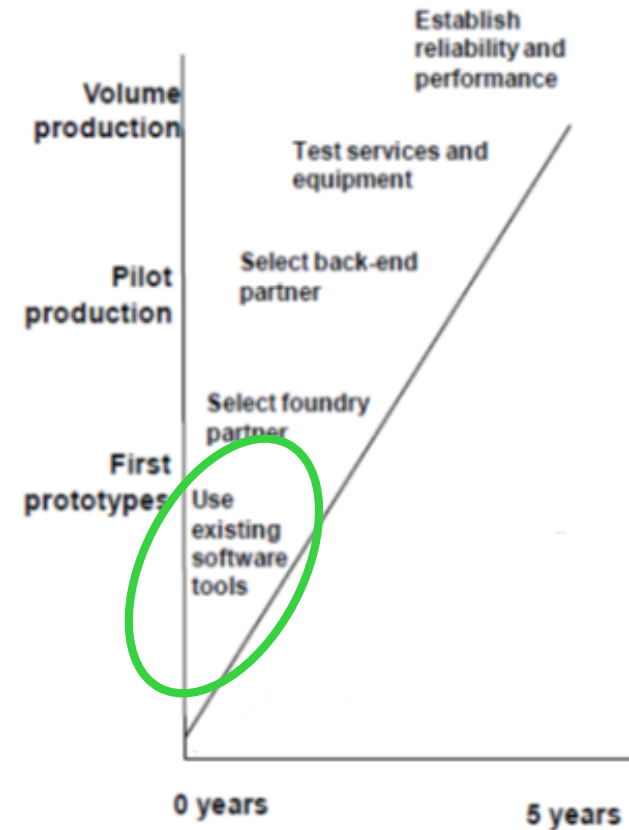 Establish
reliability and
performance
Volume
production
Test services and
equipment
Select back-end
partner
Pilot
production
Select foundry
partner
First
prototypes
Use
existing
software
tools
0 years
5 years